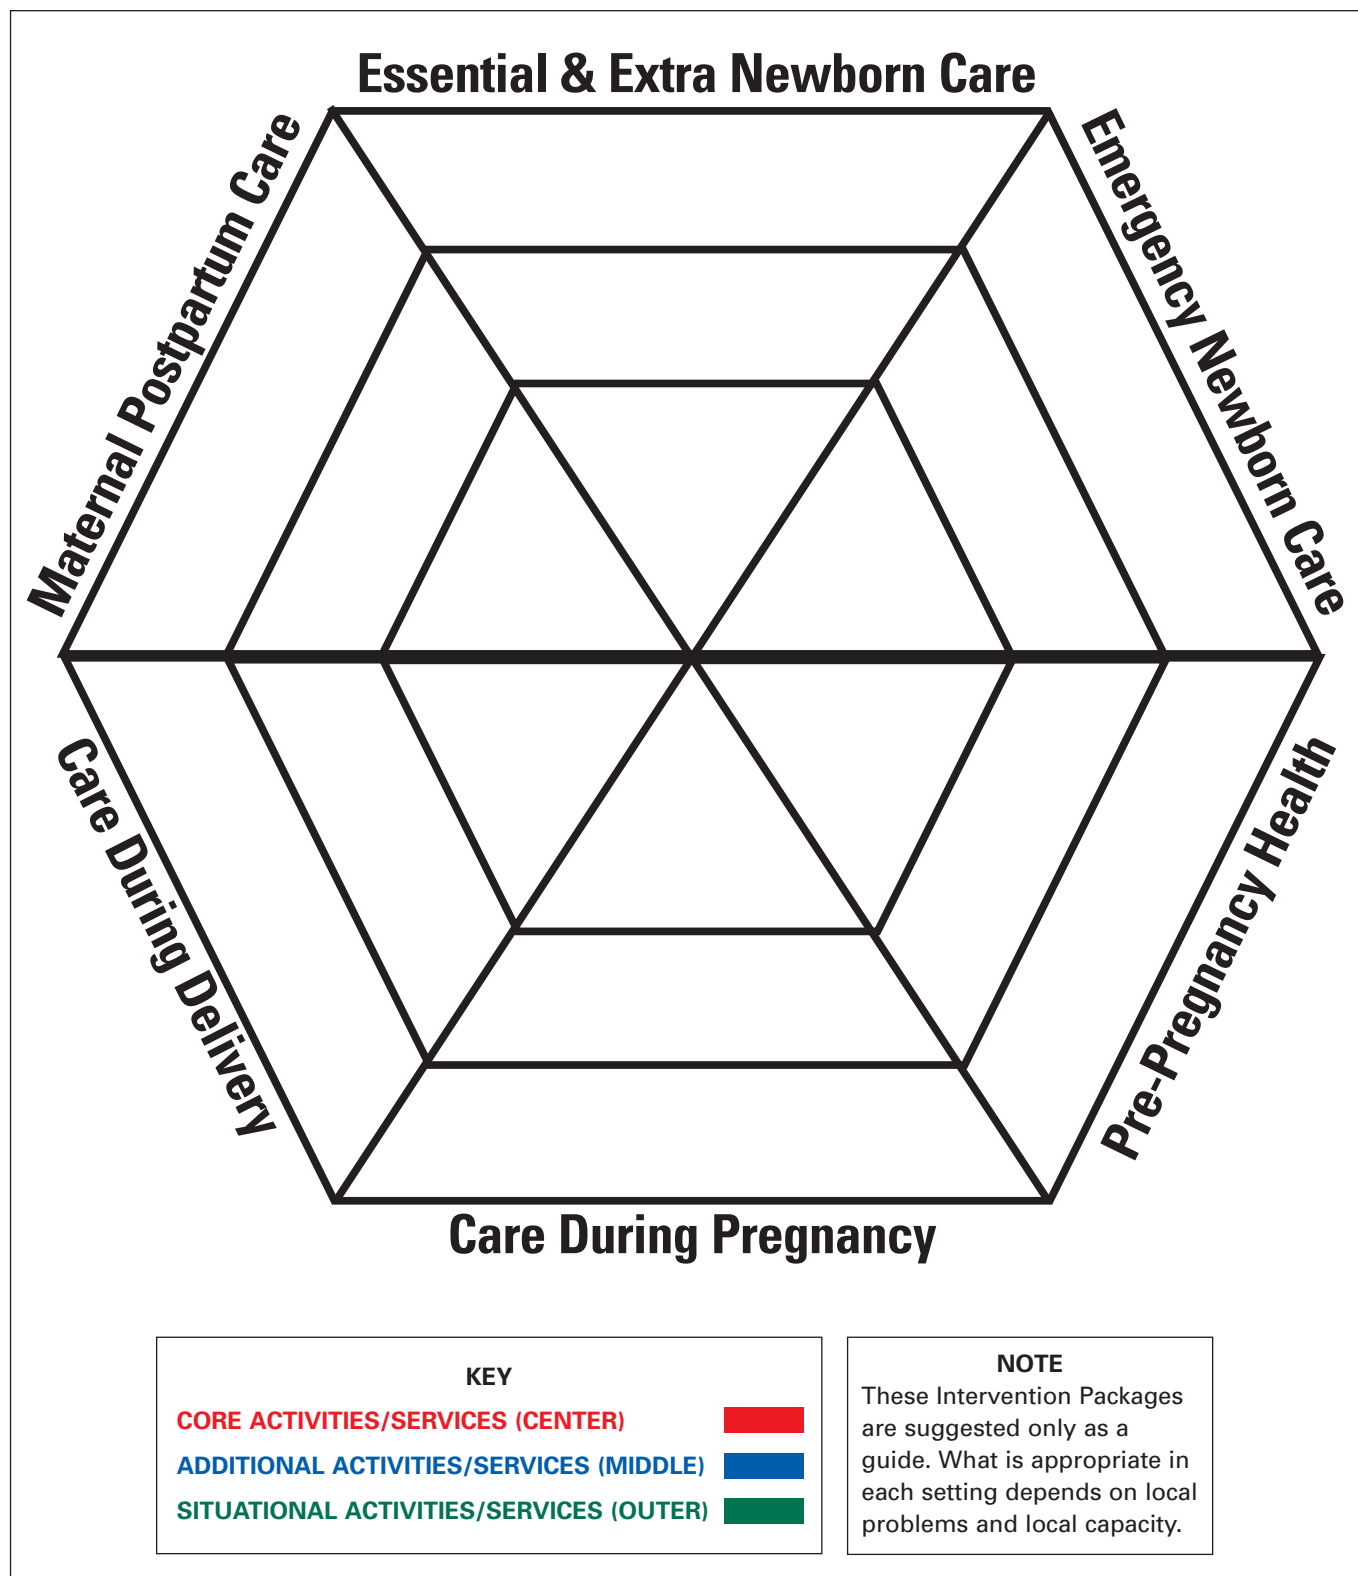 Essential & Extra Newborn Care
Maternal Postpartum Care
Emergency Newborn Care
Care During Delivery
Pre-Pregnancy Health
Care During Pregnancy
KEY
CORE ACTIVITIES/SERVICES (CENTER)
ADDITIONAL ACTIVITIES/SERVICES (MIDDLE)
SITUATIONAL ACTIVITIES/SERVICES (OUTER)
NOTE
These Intervention Packages
are suggested only as a
guide. What is appropriate in
each setting depends on local
problems and local capacity.